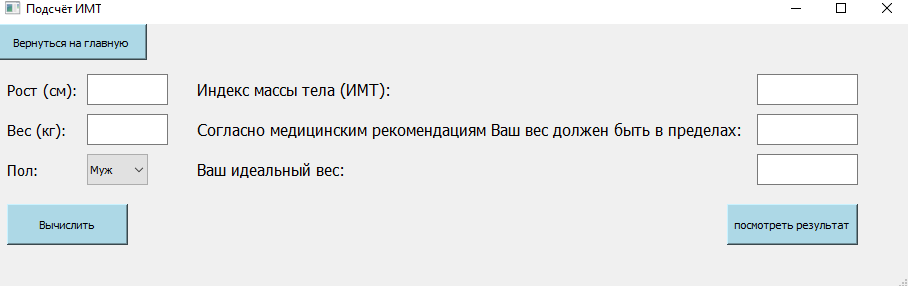 Подсчёт ИМТ
Вернуться на главную
Рост (см): Индекс массы тела (ИМТ):
Вес (кг): Согласно медицинским рекомендациям Ваш вес должен быть в пределах:
Пол: Муж Ваш идеальный вес:
Вычислить посмотреть результат